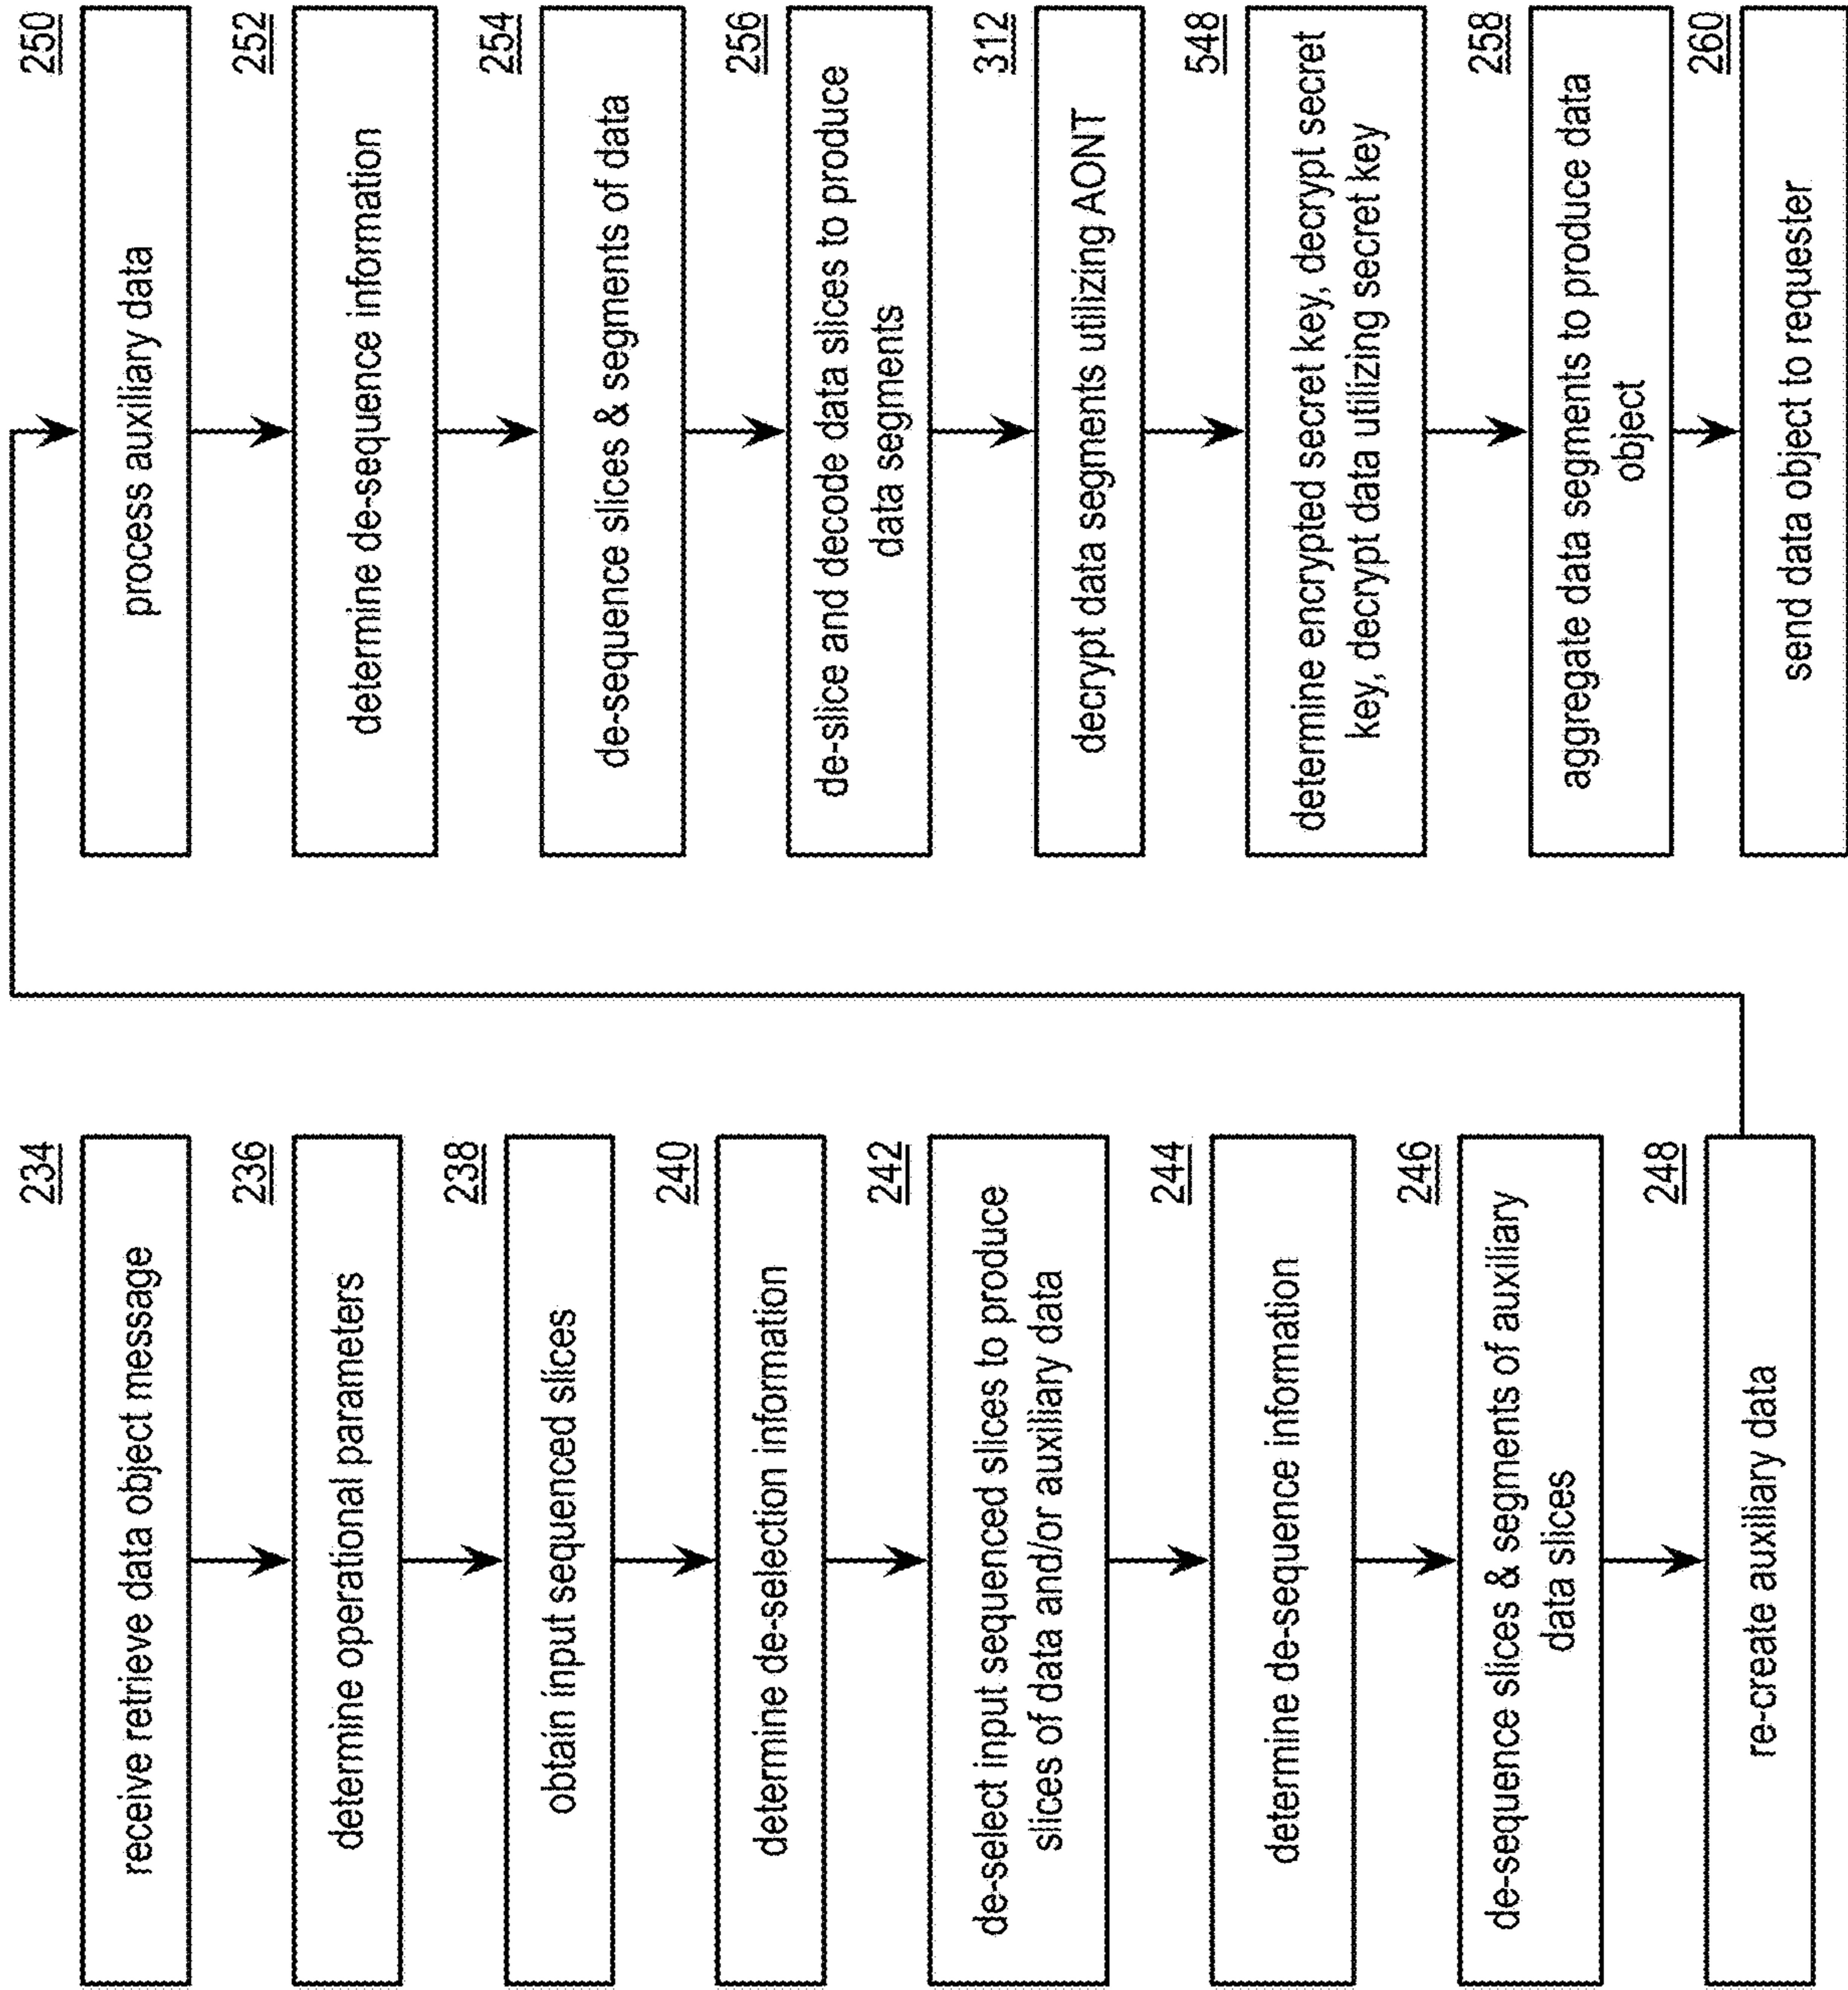 234
receive retrieve data object message
236
determine operational parameters
238
obtain input sequenced slices
240
determine de-selection information
242
de-select input sequenced slices to produce
slices of data and/or auxiliary data
244
determine de-sequence information
246
de-sequence slices & segments of auxiliary
data slices
248
re-create auxiliary data
250
process auxiliary data
252
determine de-sequence information
254
de-sequence slices & segments of data
256
de-slice and decode data slices to produce
data segments
312
decrypt data segments utilizing AONT
548
determine encrypted secret key, decrypt secret
key, decrypt data utilizing secret key
258
aggregate data segments to produce data
object
260
send data object to requester